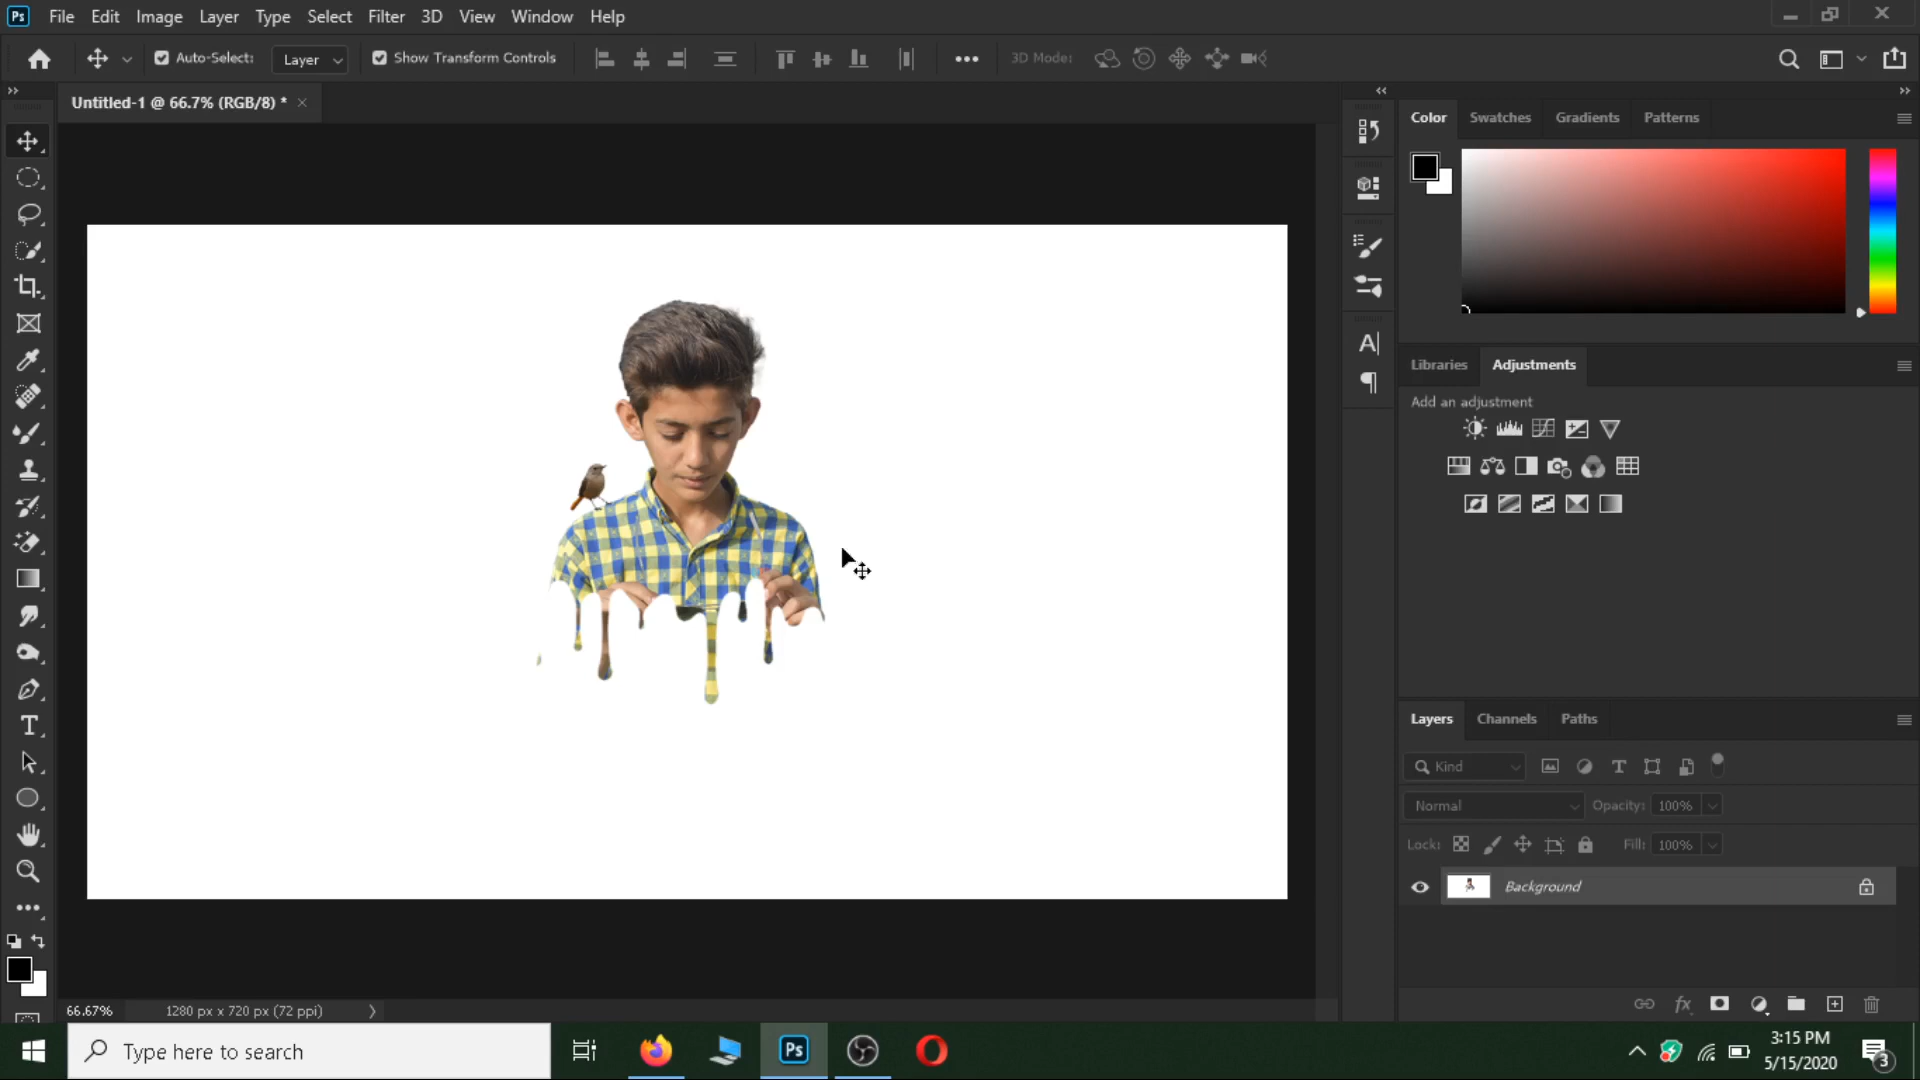 Ps File Edit Image Layer Type Select Filter 3D View Window Help
Auto-Select: Layer Show Transform Controls 3D Mode:
Untitled-1 @ 66.7% (RGB/8) *
Color Swatches Gradients Patterns
Libraries Adjustments
Add an adjustment
Layers Channels Paths
Kind
Normal Opacity: 100%
Lock: Fill: 100%
Background
66.67% 1280 px x 720 px (72 ppi)
Type here to search
Ps
3:15 PM
5/15/2020
3